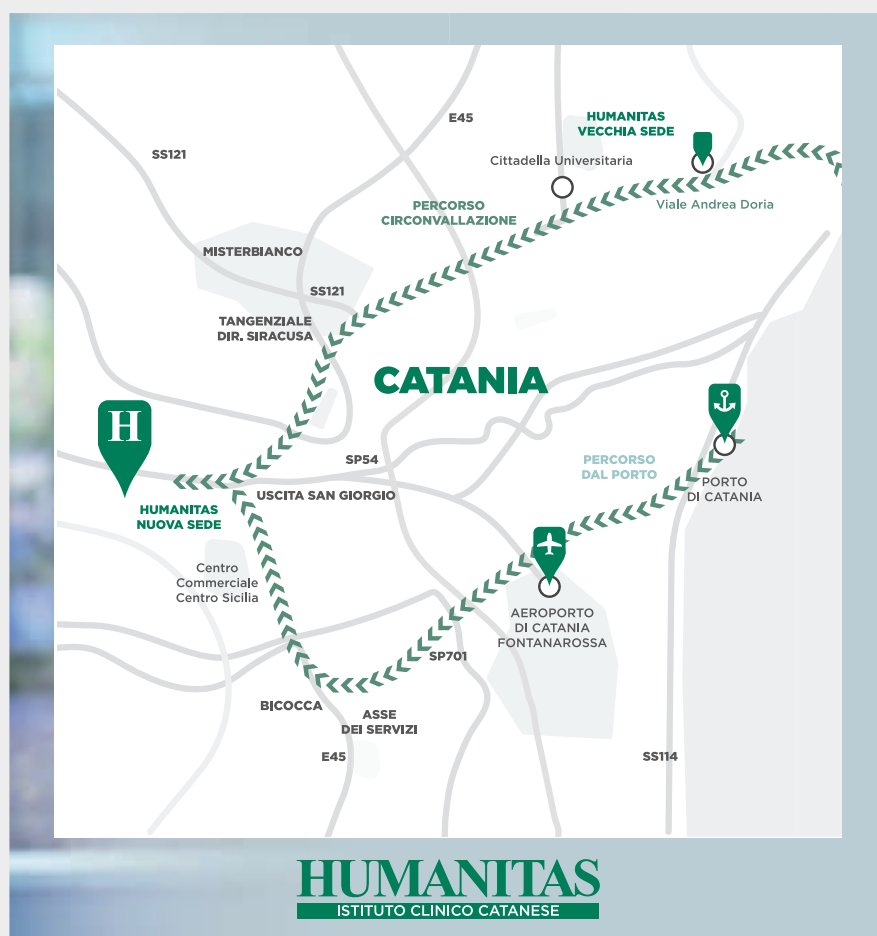 E45
HUMANITAS
VECCHIA SEDE
SS121
Cittadella Universitaria
PERCORSO
CIRCONVALLAZIONE
Viale Andrea Doria
MISTERBIANCO
SS121
TANGENZIALE
DIR. SIRACUSA
CATANIA
H
SP54
PERCORSO
DAL PORTO
USCITA SAN GIORGIO
PORTO
DI CATANIA
HUMANITAS
NUOVA SEDE
Centro
Commerciale
Centro Sicilia
AEROPORTO
DI CATANIA
FONTANAROSSA
SP701
BICOCCA
ASSE
DEI SERVIZI
E45
SS114
HUMANITAS
ISTITUTO CLINICO CATANESE